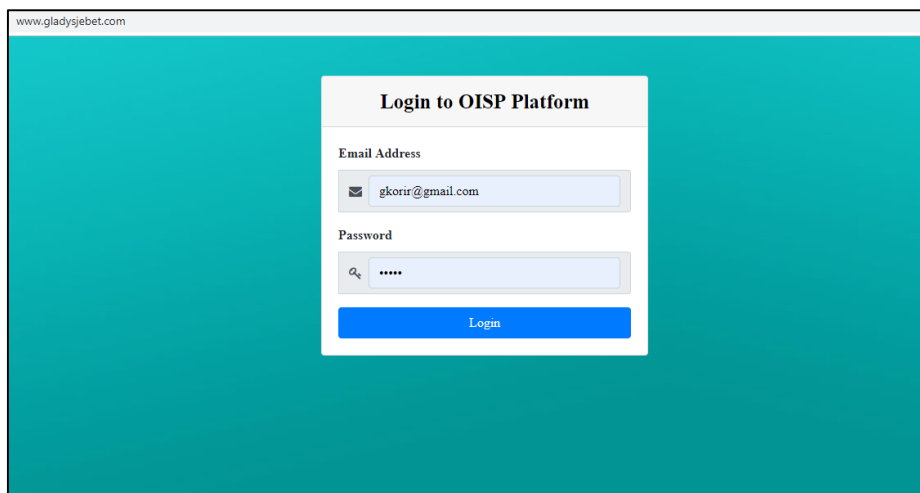 www.gladysjebet.com
Login to OISP Platform
Email Address
gkorir@gmail.com
Password
•••••
Login